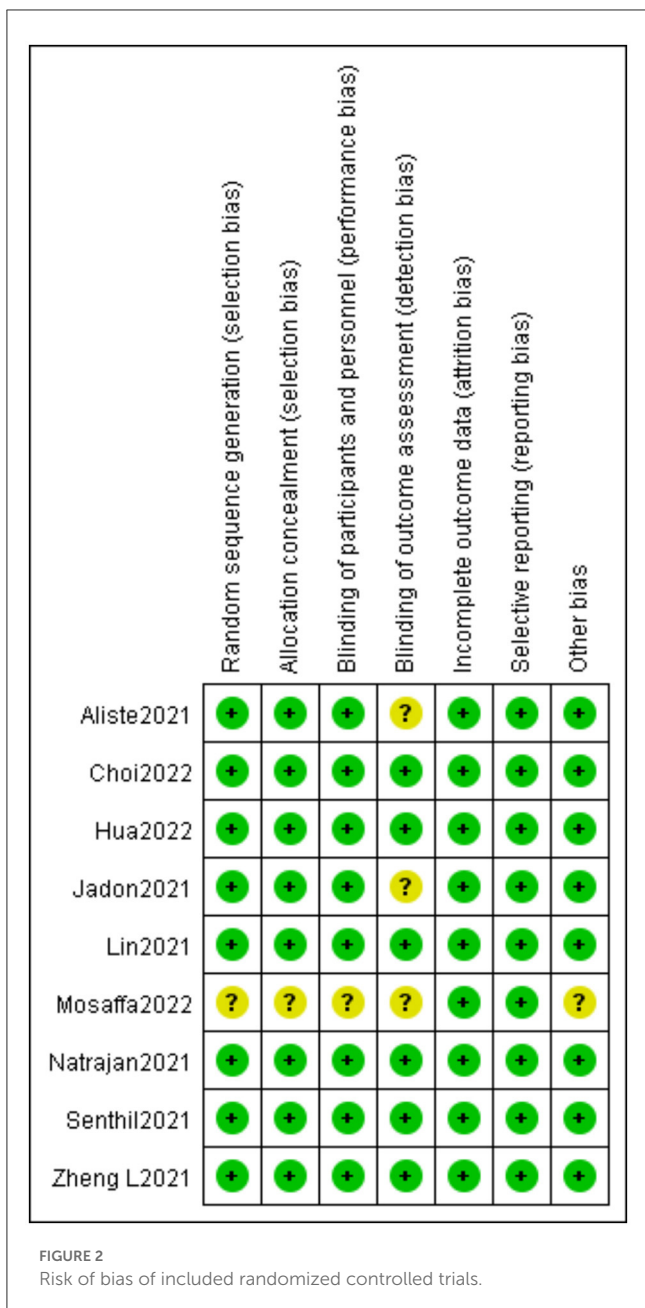 Random sequence generation (selection bias)
Allocation concealment (selection bias)
Blinding of participants and personnel (performance bias)
Blinding of outcome assessment (detection bias)
Incomplete outcome data (attrition bias)
Selective reporting (reporting bias)
Other bias
Aliste2021 + + + ? + + +
Choi2022 + + + + + + +
Hua2022 + + + + + + +
Jadon2021 + + + ? + + +
Lin2021 + + + + + + +
Mosaffa2022 ? ? ? ? + + ?
Natrajan2021 + + + + + + +
Senthil2021 + + + + + + +
Zheng L2021 + + + + + + +
FIGURE 2
Risk of bias of included randomized controlled trials.